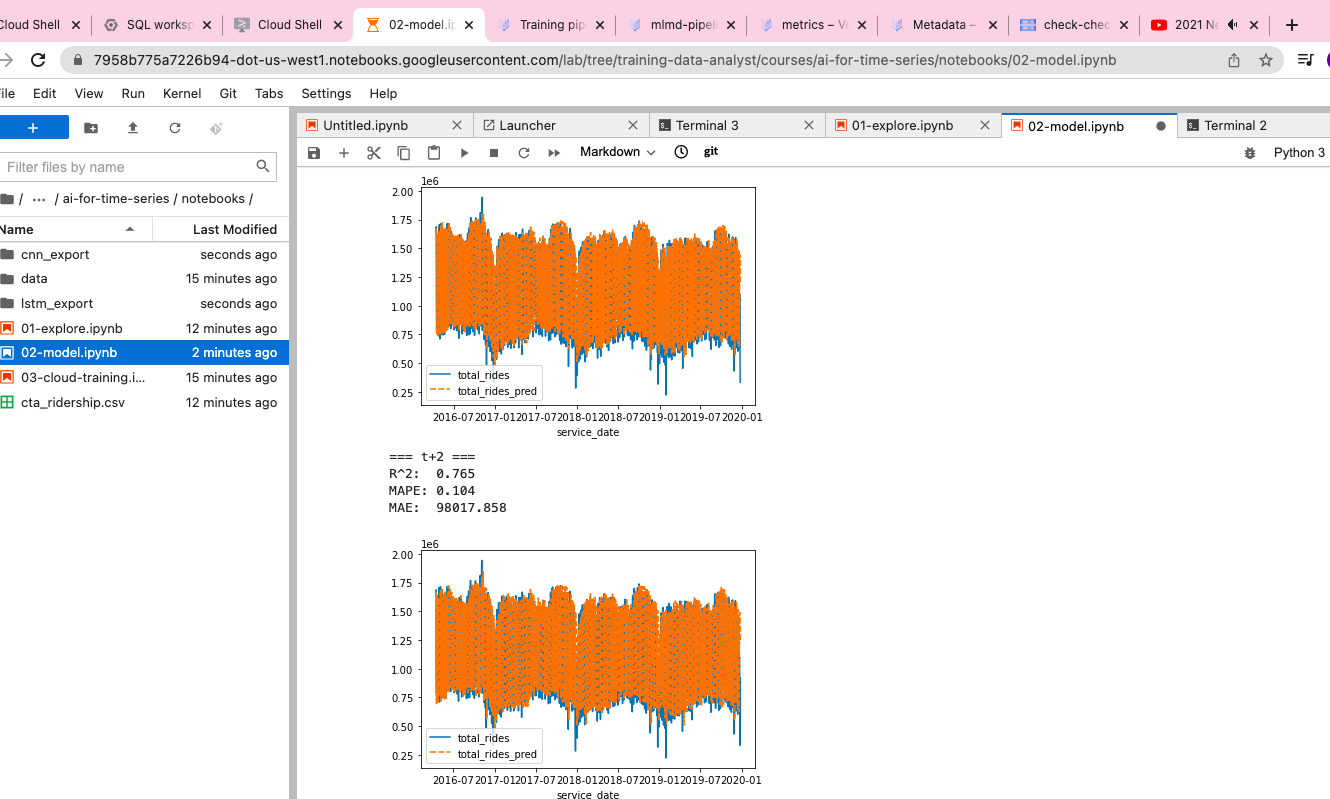 Cloud Shell
SQL worksp
Cloud Shell
02-model.ip
Training pip
mlmd-pipeli
metrics – Ve
Metadata –
check-chec
2021 Ne
7958b775a7226b94-dot-us-west1.notebooks.googleusercontent.com/lab/tree/training-data-analyst/courses/ai-for-time-series/notebooks/02-model.ipynb
ile Edit View Run Kernel Git Tabs Settings Help
+
Untitled.ipynb
Launcher
Terminal 3
01-explore.ipynb
02-model.ipynb
Terminal 2
Markdown
git
Python 3
Filter files by name
/ ... / ai-for-time-series / notebooks /
Name Last Modified
cnn_export seconds ago
data 15 minutes ago
lstm_export seconds ago
01-explore.ipynb 12 minutes ago
02-model.ipynb 2 minutes ago
03-cloud-training.i... 15 minutes ago
cta_ridership.csv 12 minutes ago
1e6
2.00
1.75
1.50
1.25
1.00
0.75
0.50
0.25
total_rides
total_rides_pred
2016-07 2017-01 2017-07 2018-01 2018-07 2019-01 2019-07 2020-01
service_date
=== t+2 ===
R^2: 0.765
MAPE: 0.104
MAE: 98017.858
1e6
2.00
1.75
1.50
1.25
1.00
0.75
0.50
0.25
total_rides
total_rides_pred
2016-07 2017-01 2017-07 2018-01 2018-07 2019-01 2019-07 2020-01
service_date